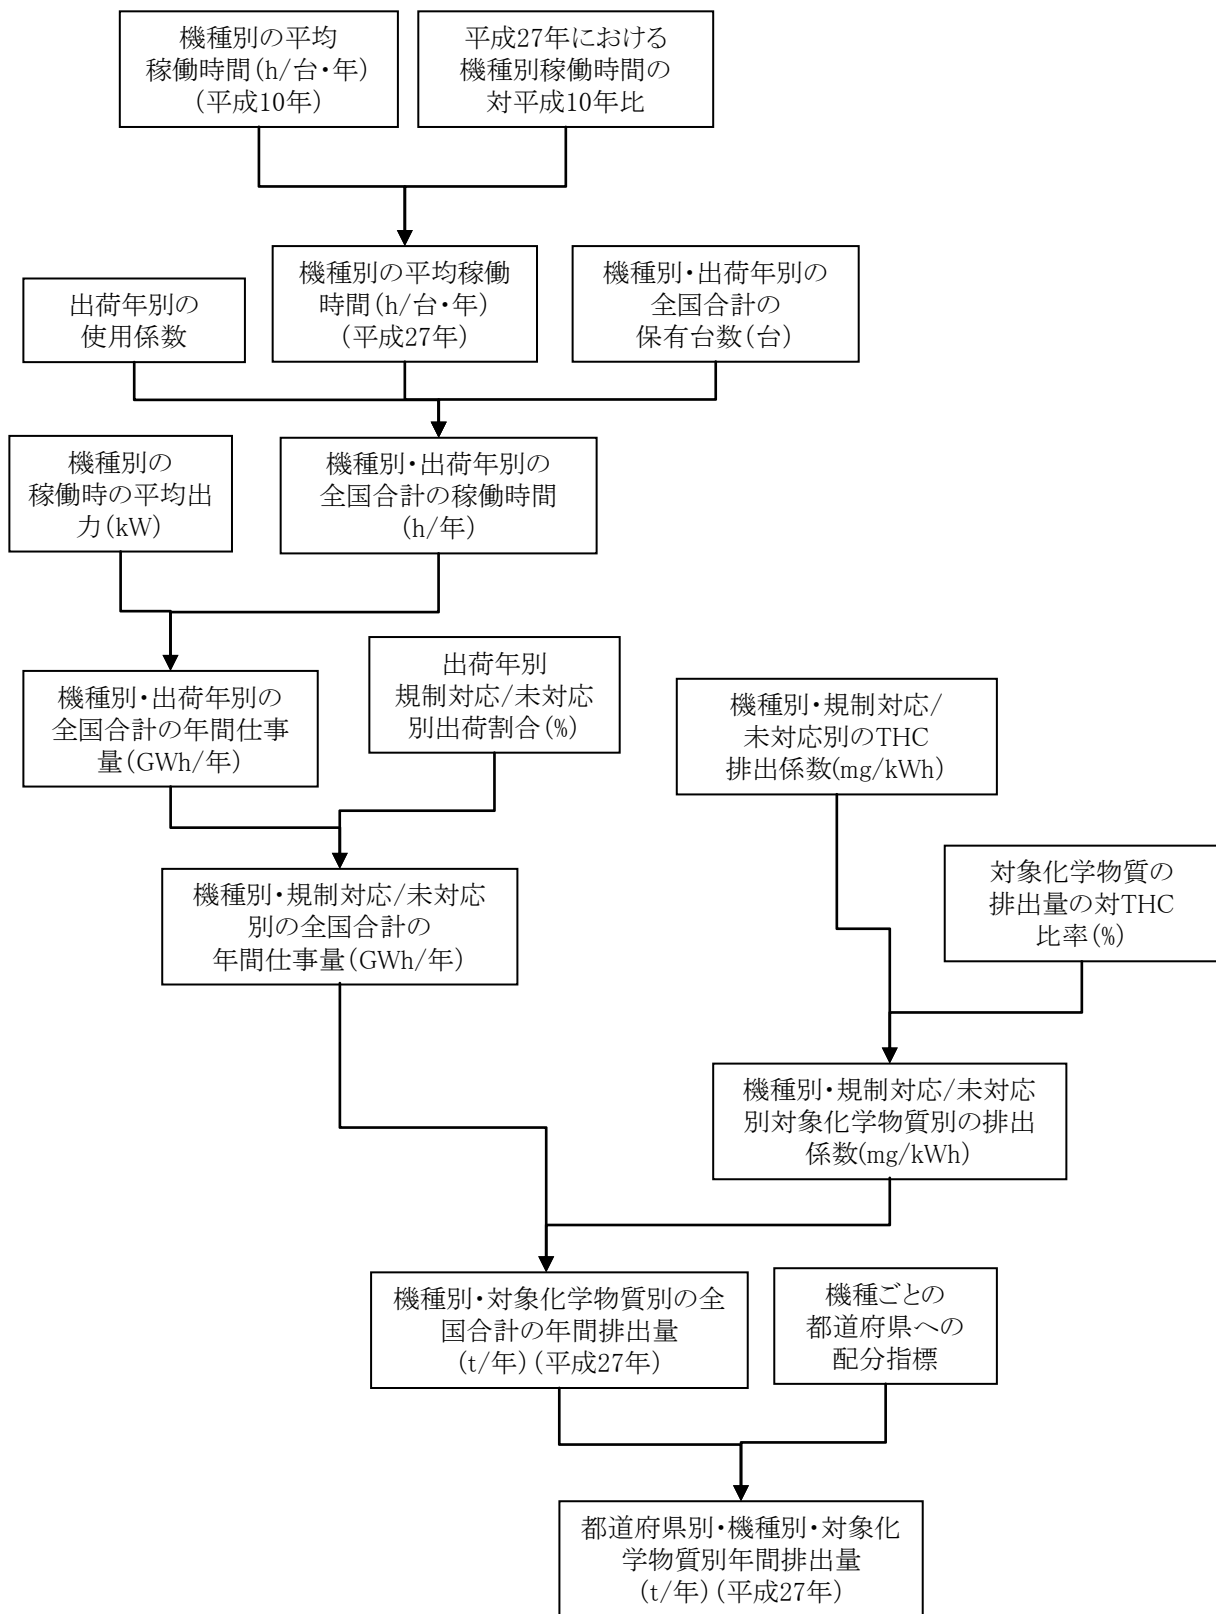 機種別の平均
稼働時間(h/台・年)
(平成10年)
平成27年における
機種別稼働時間の
対平成10年比
出荷年別の
使用係数
機種別の平均稼働
時間(h/台・年)
(平成27年)
機種別・出荷年別の
全国合計の
保有台数(台)
機種別の
稼働時の平均出
力(kW)
機種別・出荷年別の
全国合計の稼働時間
(h/年)
機種別・出荷年別の
全国合計の年間仕事
量(GWh/年)
出荷年別
規制対応/未対応
別出荷割合(%)
機種別・規制対応/
未対応別のTHC
排出係数(mg/kWh)
機種別・規制対応/未対応
別の全国合計の
年間仕事量(GWh/年)
対象化学物質の
排出量の対THC
比率(%)
機種別・規制対応/未対応
別対象化学物質別の排出
係数(mg/kWh)
機種別・対象化学物質別の全
国合計の年間排出量
(t/年)(平成27年)
機種ごとの
都道府県への
配分指標
都道府県別・機種別・対象化
学物質別年間排出量
(t/年)(平成27年)